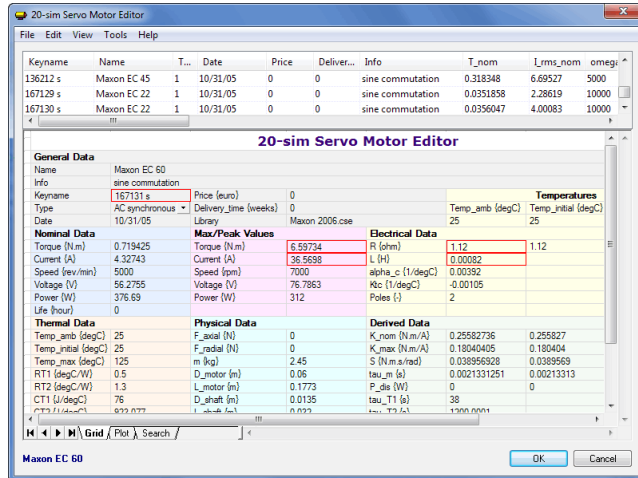 20-sim Servo Motor Editor
File Edit View Tools Help
Keyname Name T... Date Price Deliver... Info T_nom I_rms_nom omega
136212 s Maxon EC 45 1 10/31/05 0 0 sine commutation 0.318348 6.69527 5000
167129 s Maxon EC 22 1 10/31/05 0 0 sine commutation 0.0351858 2.28619 10000
167130 s Maxon EC 22 1 10/31/05 0 0 sine commutation 0.0356047 4.00083 10000
20-sim Servo Motor Editor
General Data
Name Maxon EC 60
Info sine commutation
Keyname 167131 s Price {euro} 0 Temperatures
Type AC synchronous Delivery_time {weeks} 0 Temp_amb {degC} Temp_initial {degC}
Date 10/31/05 Library Maxon 2006.cse 25 25
Nominal Data Max/Peak Values Electrical Data
Torque {N.m} 0.719425 Torque {N.m} 6.59734 R {ohm} 1.12 1.12
Current {A} 4.32743 Current {A} 36.5698 L {H} 0.00082
Speed {rev/min} 5000 Speed {rpm} 7000 alpha_c {1/degC} 0.00392
Voltage {V} 56.2755 Voltage {V} 76.7863 Ktc {1/degC} -0.00105
Power {W} 376.69 Power {W} 312 Poles {-} 2
Life {hour} 0
Thermal Data Physical Data Derived Data
Temp_amb {degC} 25 F_axial {N} 0 K_nom {N.m/A} 0.25582736 0.255827
Temp_initial {degC} 25 F_radial {N} 0 K_max {N.m/A} 0.18040405 0.180404
Temp_max {degC} 125 m {kg} 2.45 S {N.m.s/rad} 0.038956928 0.0389569
RT1 {degC/W} 0.5 D_motor {m} 0.06 tau_m {s} 0.0021331251 0.00213313
RT2 {degC/W} 1.3 L_motor {m} 0.1773 P_dis {W} 0 0
CT1 {J/degC} 76 D_shaft {m} 0.0135 tau_T1 {s} 38
CT2 {J/degC} 923.077 L_shaft {m} 0.032 tau_T2 {s} 1200.0001
Grid Plot Search
Maxon EC 60 OK Cancel